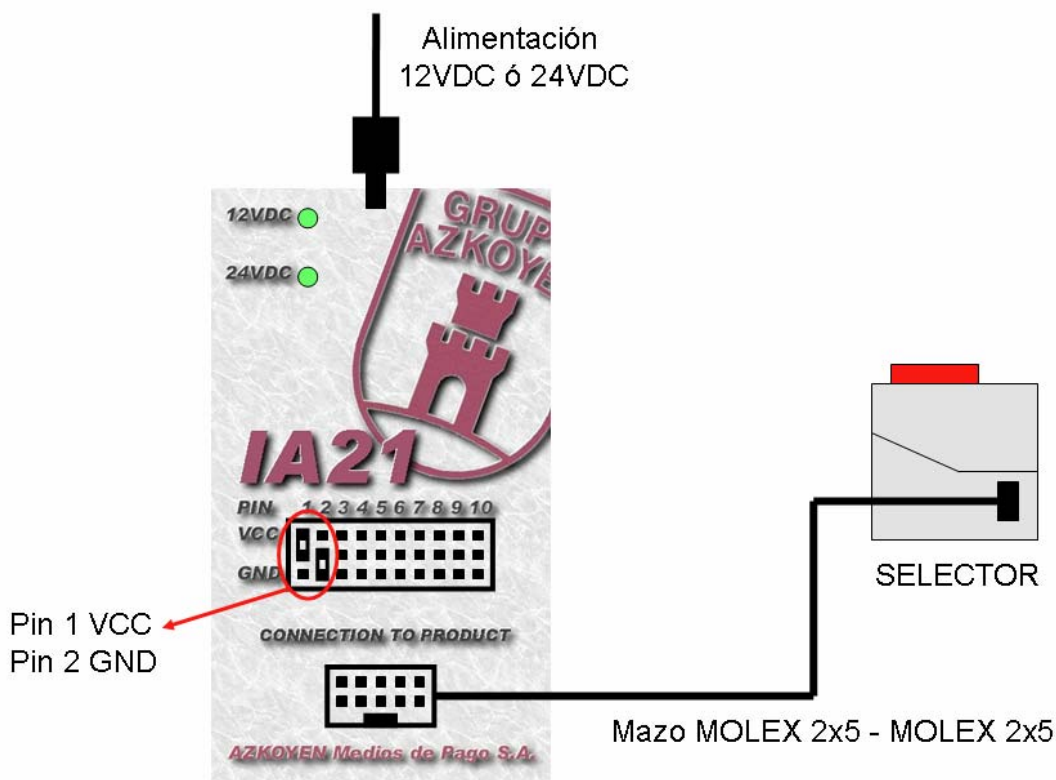 Alimentación
12VDC ó 24VDC
12VDC
24VDC
GRUP
AZKOYEN
IA21
PIN 1 2 3 4 5 6 7 8 9 10
VCC
GND
Pin 1 VCC
Pin 2 GND
CONNECTION TO PRODUCT
SELECTOR
Mazo MOLEX 2x5 - MOLEX 2x5
AZKOYEN Medios de Pago S.A.